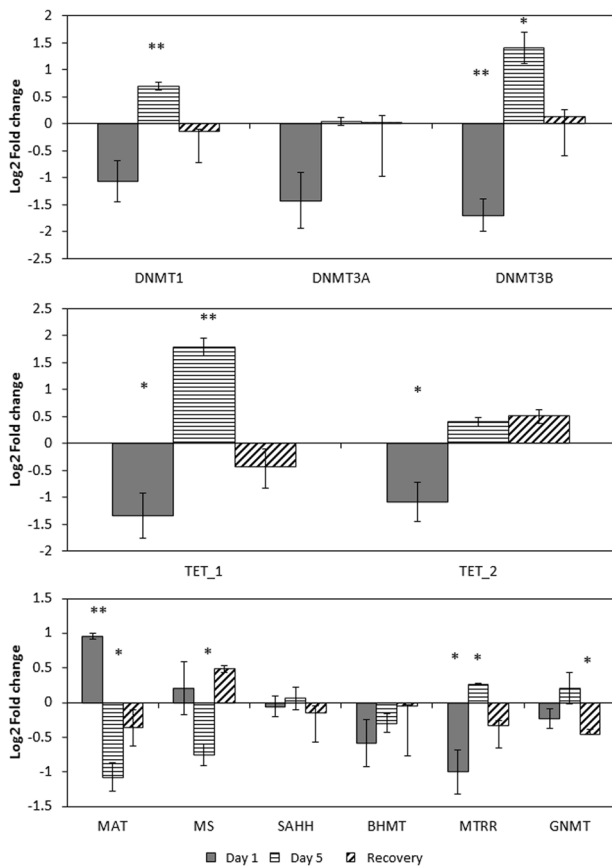 2
1.5
1
0.5
0
-0.5
-1
-1.5
-2
-2.5
Log2 Fold change
** ** *
DNMT1 DNMT3A DNMT3B
2.5
2
1.5
1
0.5
0
-0.5
-1
-1.5
-2
Log2 Fold change
* ** *
TET_1 TET_2
1.5
1
0.5
0
-0.5
-1
-1.5
Log2 Fold change
** * * * * *
MAT MS SAHH BHMT MTRR GNMT
Day 1 Day 5 Recovery